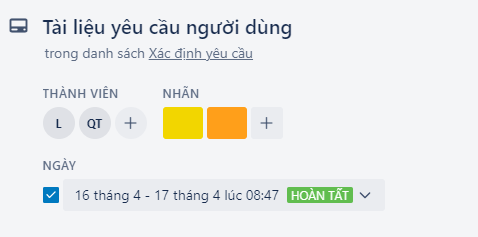 Tài liệu yêu cầu người dùng
trong danh sách Xác định yêu cầu
THÀNH VIÊN NHÃN
L QT + +
NGÀY
16 tháng 4 - 17 tháng 4 lúc 08:47 HOÀN TẤT